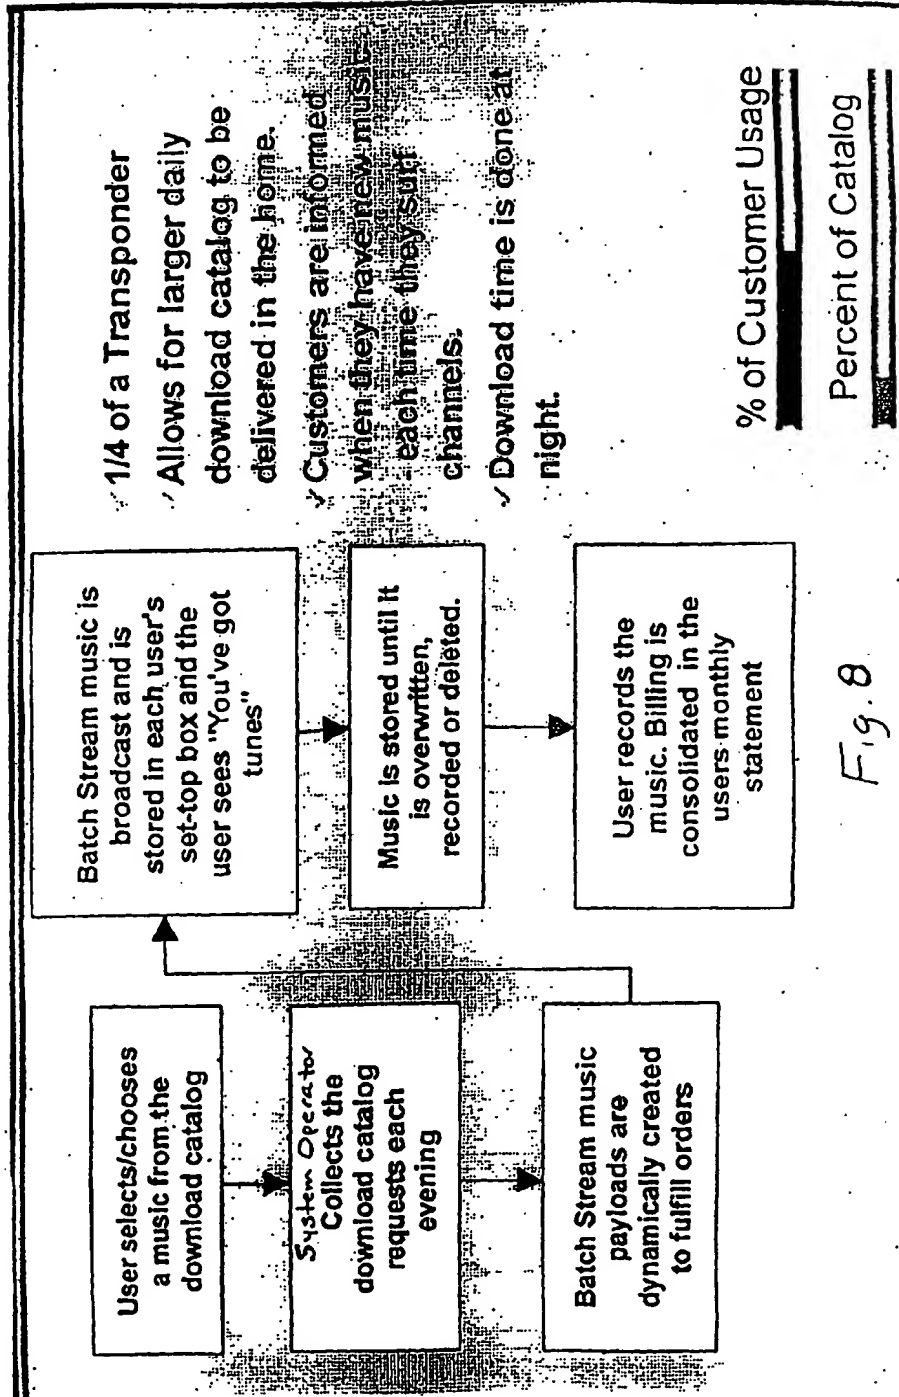 User selects/chooses
a music from the
download catalog
System Operator
Collects the
download catalog
requests each
evening
Batch Stream music
payloads are
dynamically created
to fulfill orders
Batch Stream music is
broadcast and is
stored in each user's
set-top box and the
user sees "You've got
tunes"
Music is stored until it
is overwritten,
recorded or deleted.
User records the
music. Billing is
consolidated in the
users monthly
statement
✓ 1/4 of a Transponder
✓ Allows for larger daily
download catalog to be
delivered in the home.
✓ Customers are informed
when they have new music
each time they surf
channels.
✓ Download time is done at
night.
% of Customer Usage
Percent of Catalog
Fig. 8